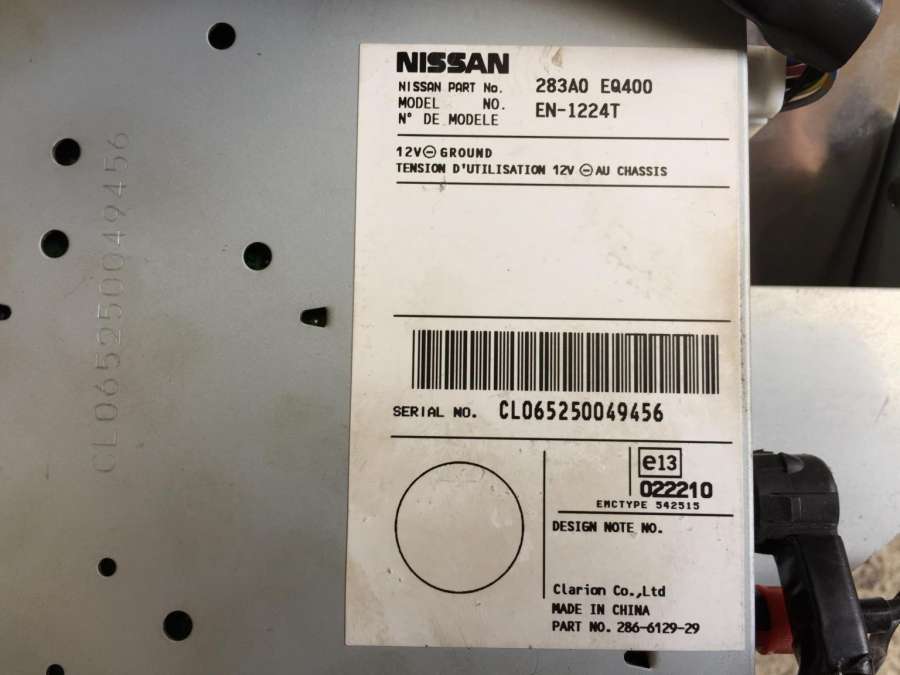 CL065250049456
NISSAN
NISSAN PART No. 283A0 EQ400
MODEL NO. EN-1224T
N° DE MODELE
12V⊖GROUND
TENSION D'UTILISATION 12V ⊖ AU CHASSIS
SERIAL NO. CL065250049456
e13
022210
EMCTYPE 542515
DESIGN NOTE NO.
Clarion Co.,Ltd
MADE IN CHINA
PART NO. 286-6129-29